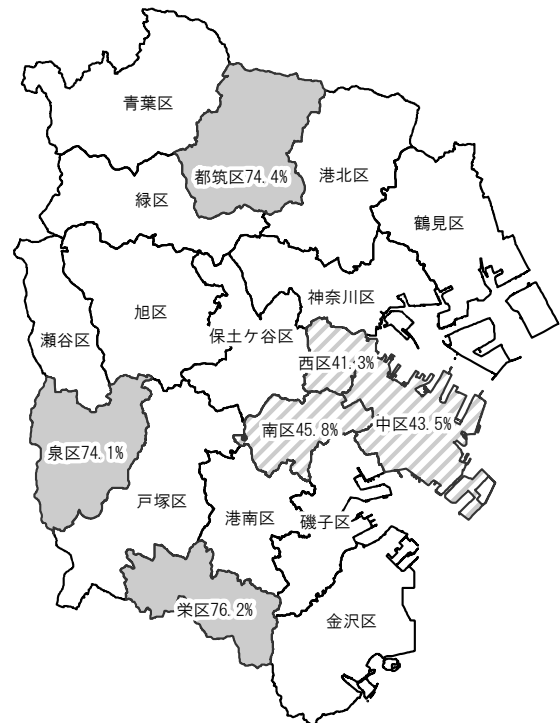 青葉区
都筑区74.4%
港北区
緑区
鶴見区
旭区
神奈川区
瀬谷区
保土ケ谷区
西区41.3%
中区43.5%
南区45.8%
泉区74.1%
戸塚区
港南区
磯子区
栄区76.2%
金沢区